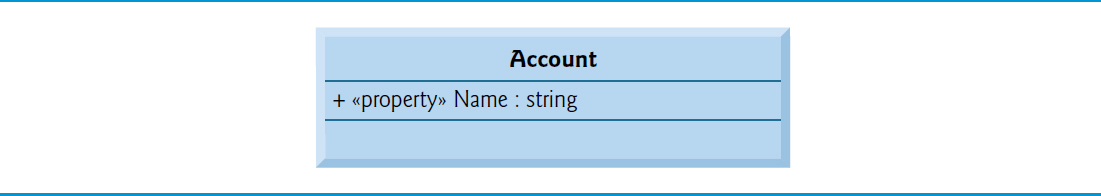 Account
+ «property» Name : string